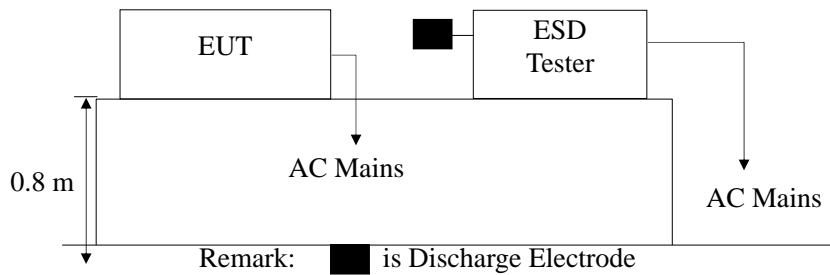 EUT
ESD
Tester
AC Mains
0.8 m
AC Mains
Remark: is Discharge Electrode